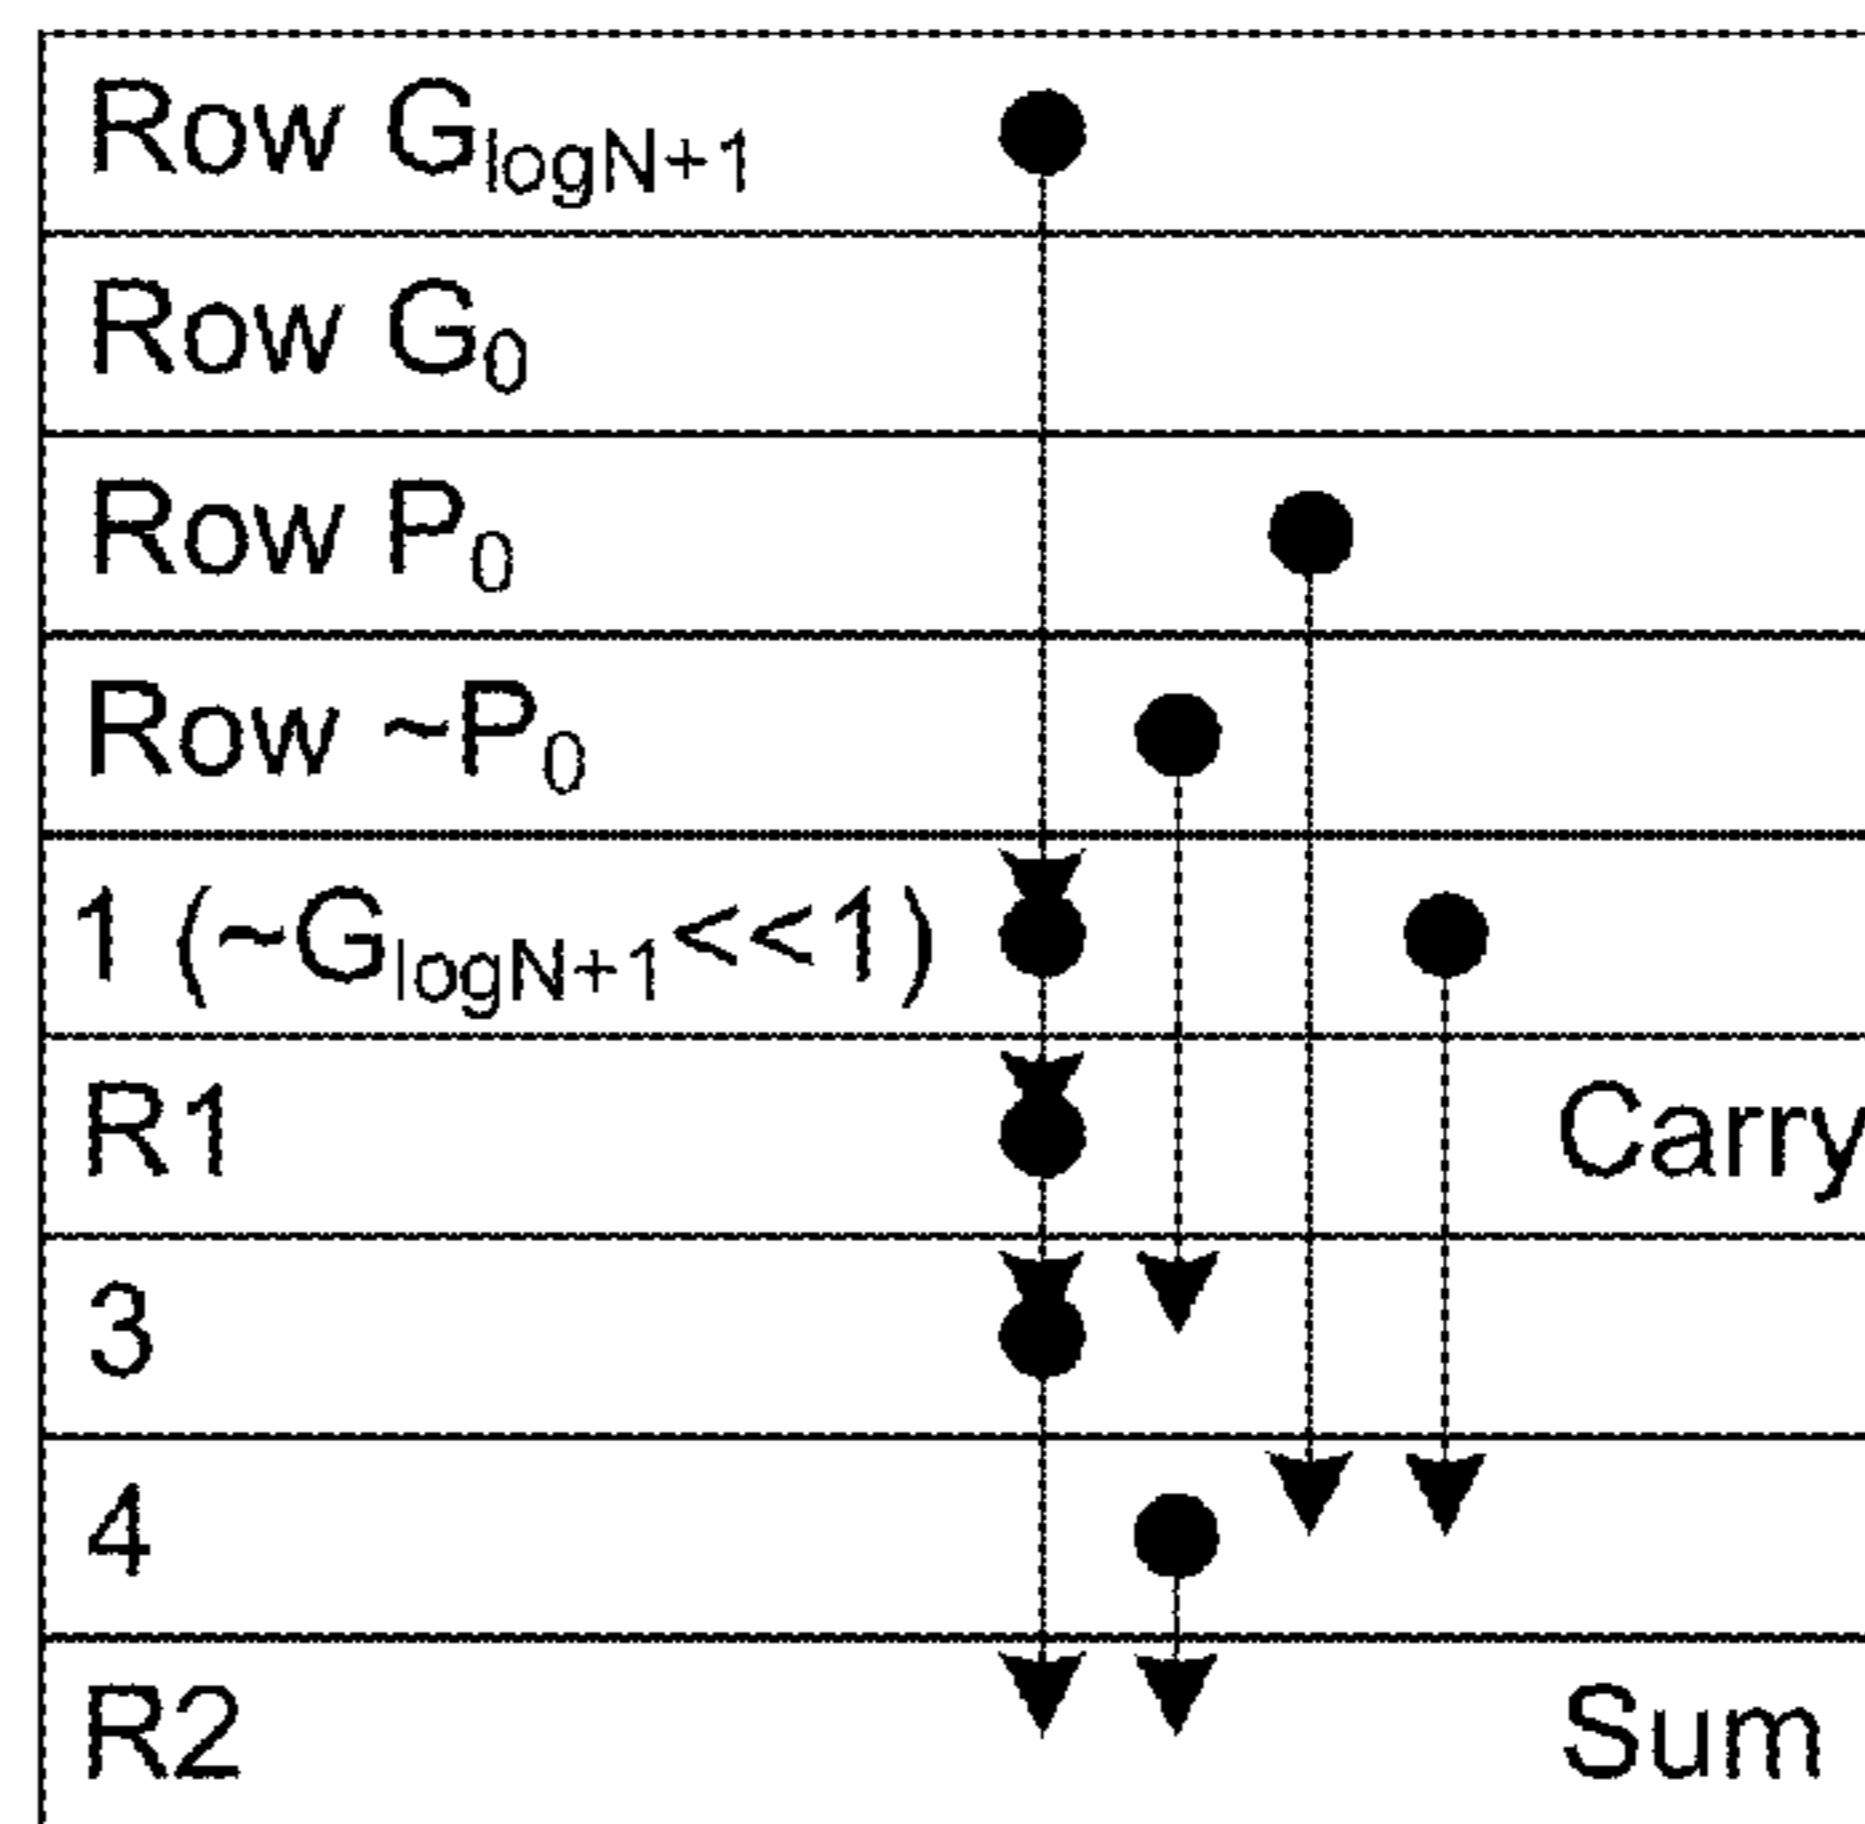 Row GlogN+1
Row G0
Row P0
Row ~P0
1 (~GlogN+1<<1)
R1 Carry
3
4
R2 Sum